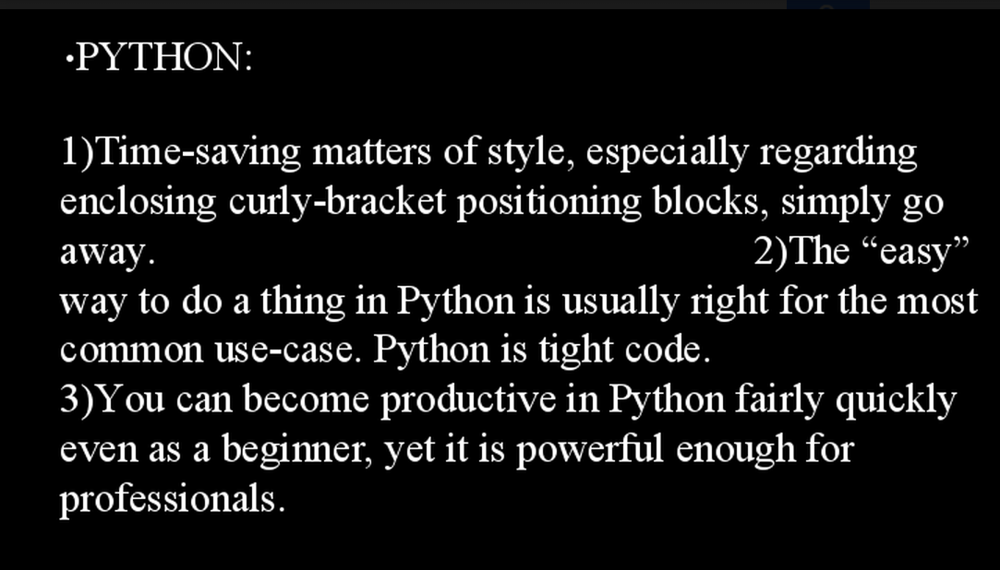 ·PYTHON:
1)Time-saving matters of style, especially regarding
enclosing curly-bracket positioning blocks, simply go
away. 2)The “easy”
way to do a thing in Python is usually right for the most
common use-case. Python is tight code.
3)You can become productive in Python fairly quickly
even as a beginner, yet it is powerful enough for
professionals.